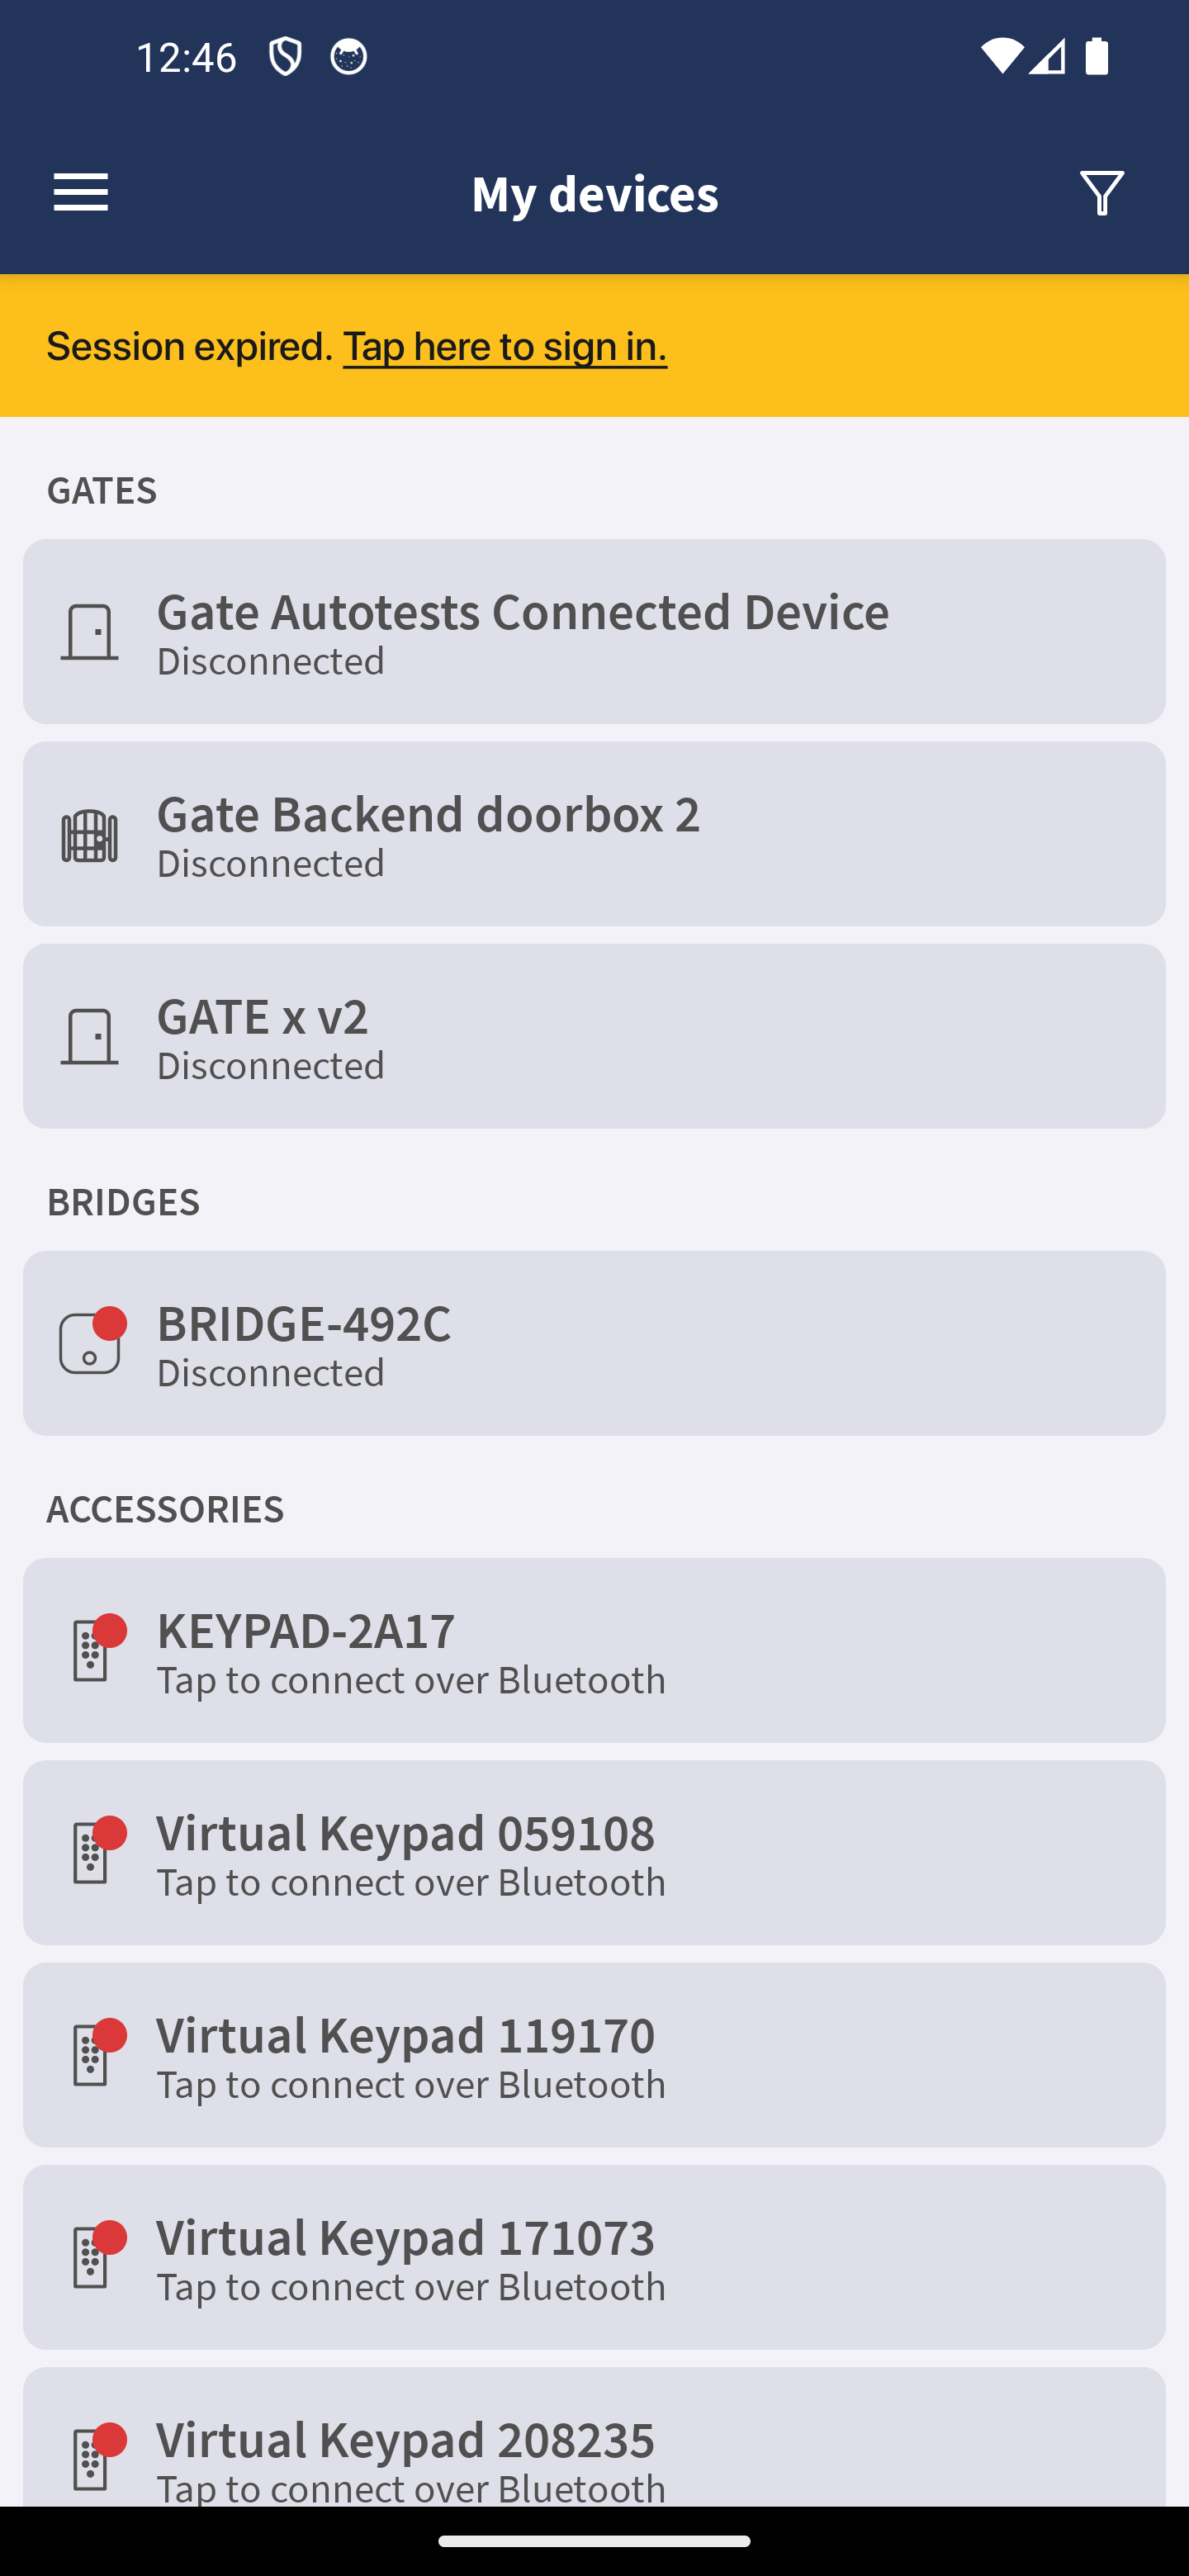 12:46
My devices
Session expired. Tap here to sign in.
GATES
Gate Autotests Connected Device
Disconnected
Gate Backend doorbox 2
Disconnected
GATE x v2
Disconnected
BRIDGES
BRIDGE-492C
Disconnected
ACCESSORIES
KEYPAD-2A17
Tap to connect over Bluetooth
Virtual Keypad 059108
Tap to connect over Bluetooth
Virtual Keypad 119170
Tap to connect over Bluetooth
Virtual Keypad 171073
Tap to connect over Bluetooth
Virtual Keypad 208235
Tap to connect over Bluetooth